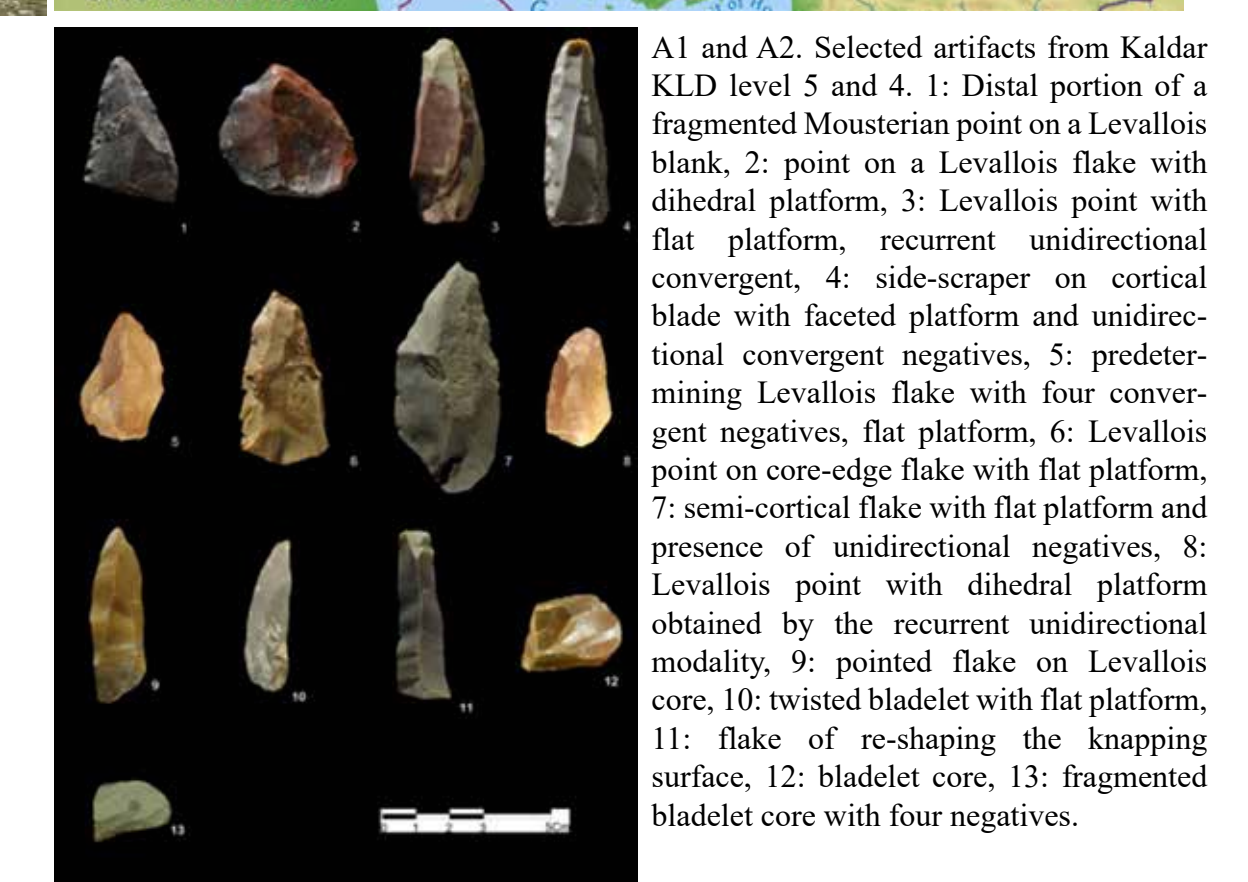 A1 and A2. Selected artifacts from Kaldar
KLD level 5 and 4. 1: Distal portion of a
fragmented Mousterian point on a Levallois
blank, 2: point on a Levallois flake with
dihedral platform, 3: Levallois point with
flat platform, recurrent unidirectional
convergent, 4: side-scraper on cortical
blade with faceted platform and unidirec-
tional convergent negatives, 5: predeter-
mining Levallois flake with four conver-
gent negatives, flat platform, 6: Levallois
point on core-edge flake with flat platform,
7: semi-cortical flake with flat platform and
presence of unidirectional negatives, 8:
Levallois point with dihedral platform
obtained by the recurrent unidirectional
modality, 9: pointed flake on Levallois
core, 10: twisted bladelet with flat platform,
11: flake of re-shaping the knapping
surface, 12: bladelet core, 13: fragmented
bladelet core with four negatives.
1 2 3 4
5 6 7 8
9 10 11 12
13
0 1 2 3 5cm